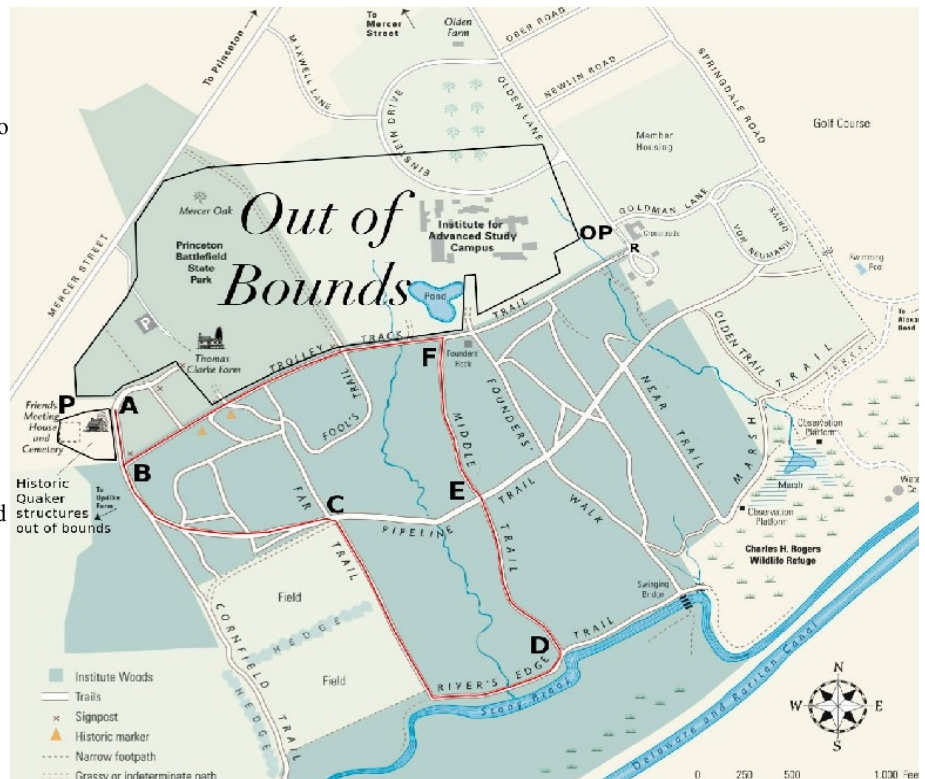 To
Mercer
Street
Olden
Farm
OBER ROAD
MAXWELL LANE
To Princeton
NEWLIN ROAD
SPRINGDALE ROAD
EINSTEIN DRIVE
OLDEN LANE
Golf Course
Member
Housing
o
Mercer Oak
Out of
Bounds
Institute for
Advanced Study
Campus
Princeton
Battlefield
State
Park
GOLDMAN LANE
OP
R
Crossroads
VON NEUMANN
DRIVE
Swimming
Pool
MERCER STREET
Pond
P
TROLLEY TRACK TRAIL
To
Thomas
Clarke Farm
F
Founders'
Rock
OLDEN TRAIL
P
A
Friends
Meeting
House
and
Cemetery
FOOL'S TRAIL
MIDDLE TRAIL
FOUNDERS' WALK
NEAR TRAIL
MARSH TRAIL
Observation
Platform
B
Historic
Quaker
structures
out of bounds
To
Updike
Farm
d
FAR TRAIL
C
E
PIPELINE TRAIL
Marsh
Observation
Platform
Charles H. Rogers
Wildlife Refuge
Swinging
Bridge
Field
HEDGE
CORNFIELD TRAIL
D
RIVER'S EDGE TRAIL
Stony Brook
Field
HEDGE
HEDGE
Delaware and Raritan Canal
Institute Woods
Trails
Signpost
Historic marker
Narrow footpath
Grassy or indeterminate path
N
W E
S
0 250 500 1,000 Feet